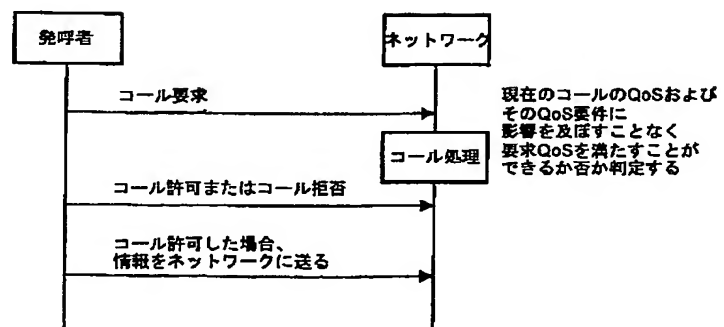 発呼者
ネットワーク
コール要求
現在のコールのQoSおよび
そのQoS要件に
影響を及ぼすことなく
要求QoSを満たすことが
できるか否か判定する
コール処理
コール許可またはコール拒否
コール許可した場合、
情報をネットワークに送る